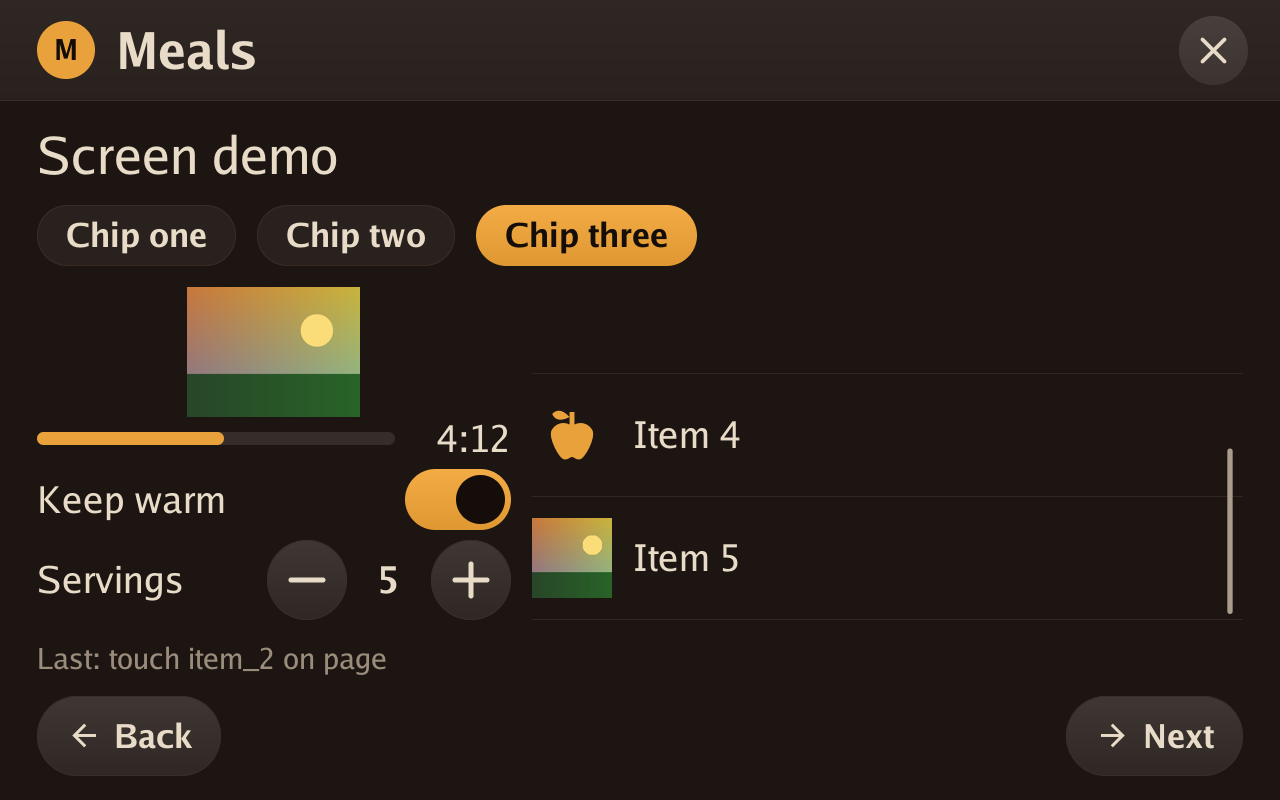 M Meals
Screen demo
Chip one Chip two Chip three
4:12
Keep warm
Servings 5
Item 4
Item 5
Last: touch item_2 on page
Back Next